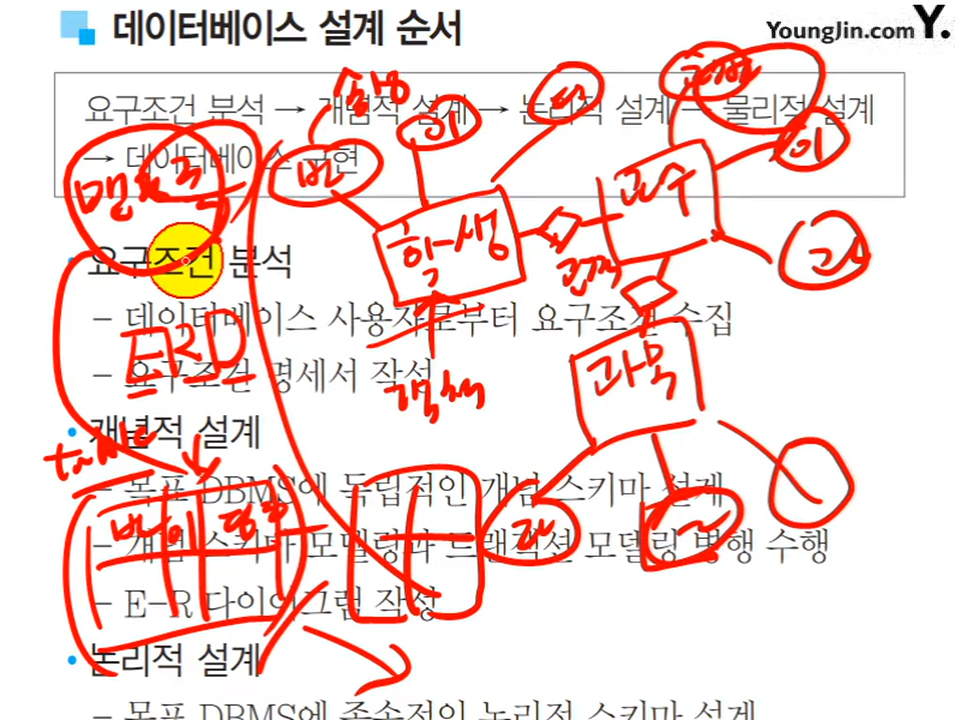 데이터베이스 설계 순서
YoungJin.com Y.
요구조건 분석 → 개념적 설계 → 논리적 설계 → 물리적 설계
→ 데이터베이스 구현
• 요구조건 분석
– 데이터베이스 사용자로부터 요구조건 수집
– 요구조건 명세서 작성
• 개념적 설계
– 목표 DBMS에 독립적인 개념 스키마 설계
– 개념 스키마 모델링과 트랜잭션 모델링 병행 수행
– E-R 다이어그램 작성
• 논리적 설계
– 목표 DBMS에 종속적인 논리적 스키마 설계
학생
교수
과목
ERD